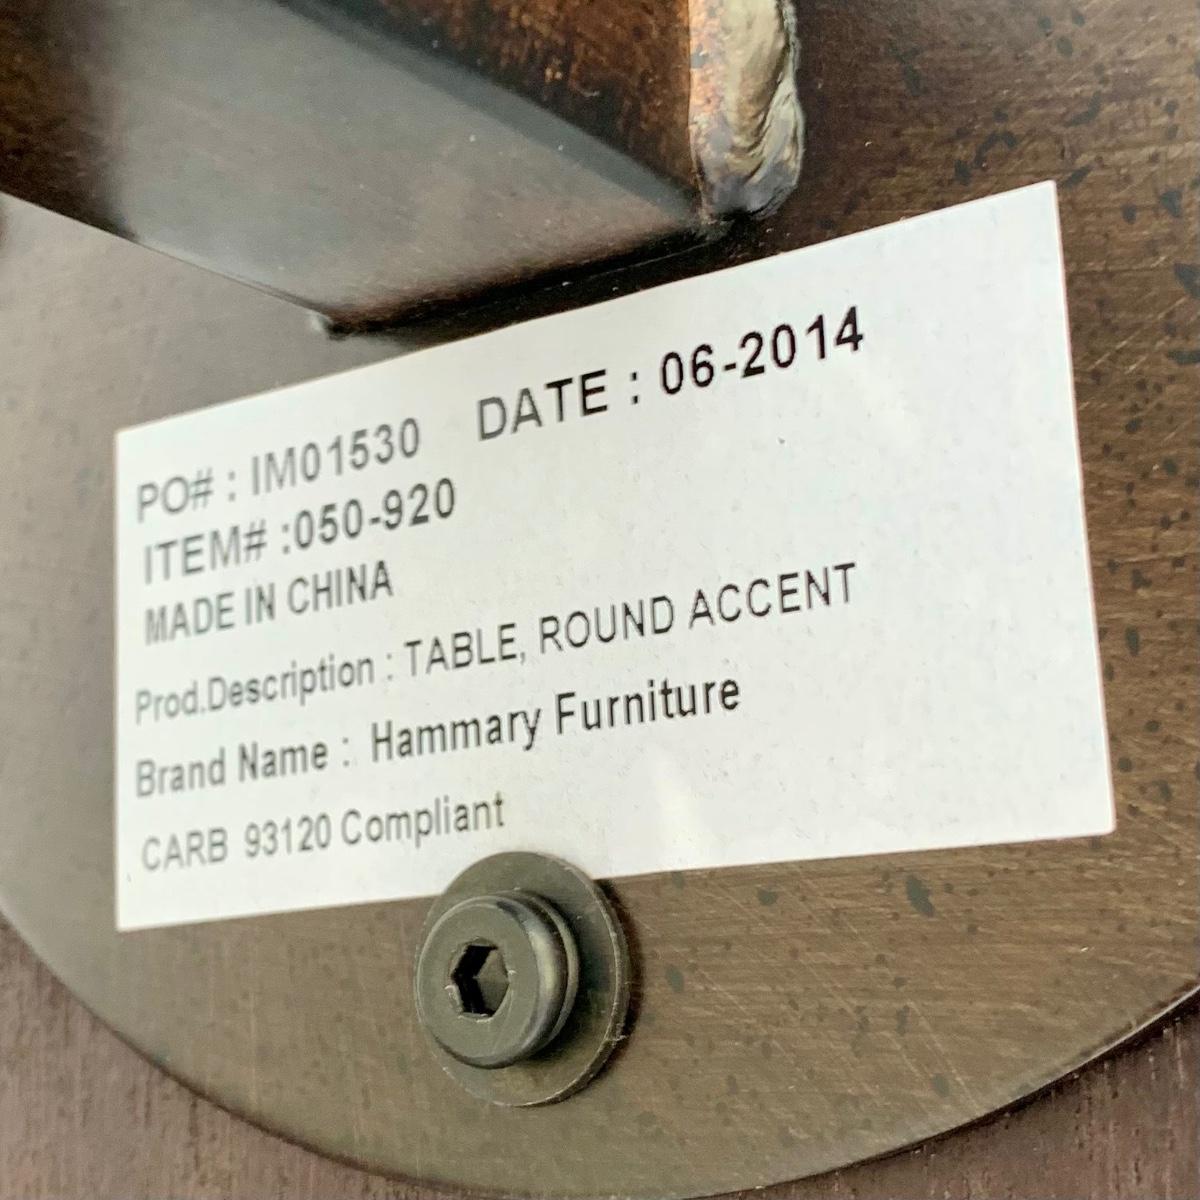 PO# : IM01530 DATE : 06-2014
ITEM# :050-920
MADE IN CHINA
Prod.Description : TABLE, ROUND ACCENT
Brand Name : Hammary Furniture
CARB 93120 Compliant